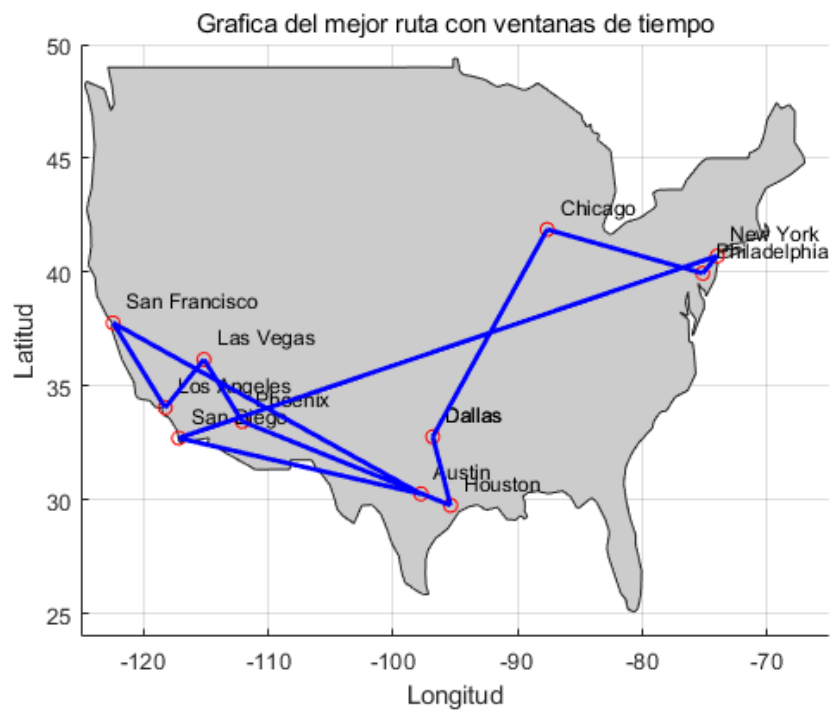 Grafica del mejor ruta con ventanas de tiempo
50
45
40
35
30
25
Latitud
Chicago
New York
Philadelphia
San Francisco
Las Vegas
Los Angeles
Phoenix
San Diego
Dallas
Austin
Houston
-120
-110
-100
-90
-80
-70
Longitud